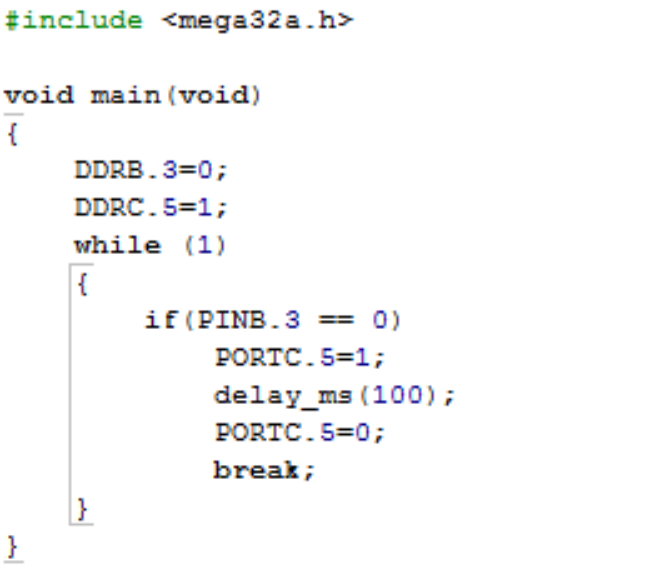 #include <mega32a.h>
void main(void)
{
DDRB.3=0;
DDRC.5=1;
while (1)
{
if(PINB.3 == 0)
PORTC.5=1;
delay_ms(100);
PORTC.5=0;
break;
}
}